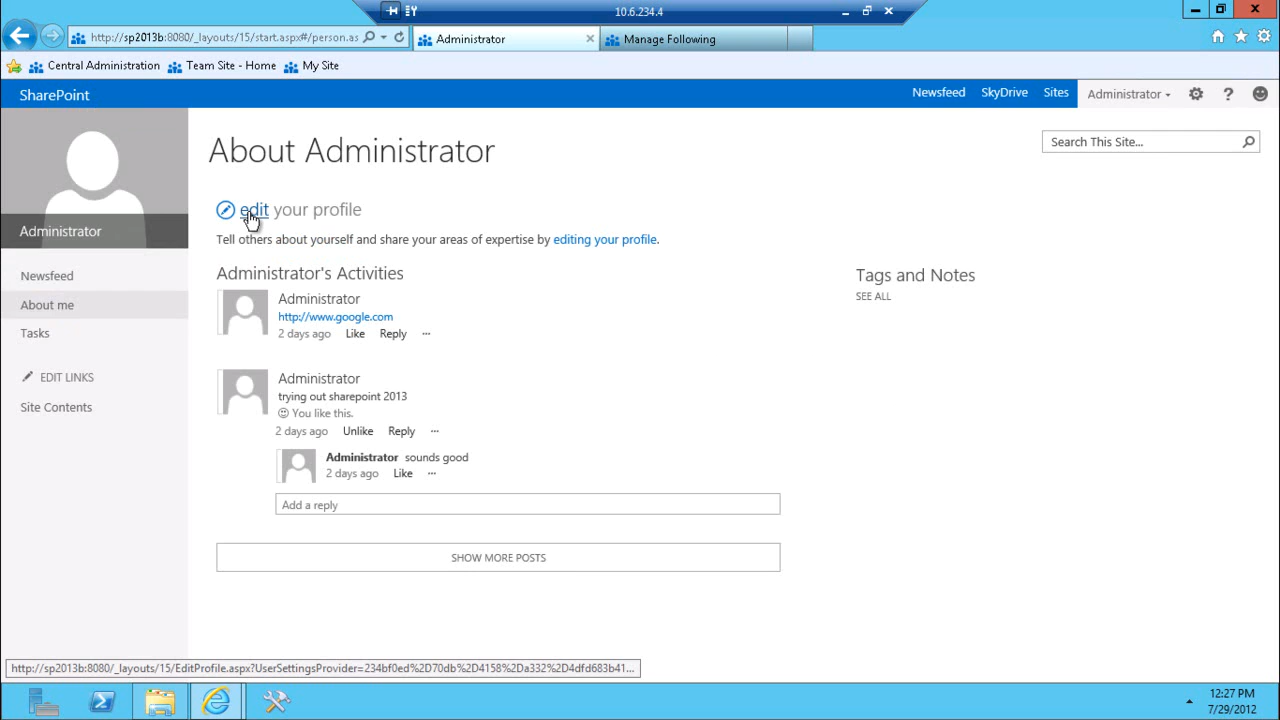 10.6.234.4
http://sp2013b:8080/_layouts/15/start.aspx#/person.as
Administrator
Manage Following
Central Administration
Team Site - Home
My Site
SharePoint
Newsfeed
SkyDrive
Sites
Administrator
?
About Administrator
Search This Site...
edit your profile
Tell others about yourself and share your areas of expertise by editing your profile.
Administrator
Newsfeed
About me
Tasks
EDIT LINKS
Site Contents
Administrator's Activities
Administrator
http://www.google.com
2 days ago Like Reply ...
Administrator
trying out sharepoint 2013
You like this.
2 days ago Unlike Reply ...
Administrator sounds good
2 days ago Like ...
Add a reply
SHOW MORE POSTS
Tags and Notes
SEE ALL
http://sp2013b:8080/_layouts/15/EditProfile.aspx?UserSettingsProvider=234bf0ed%2D70db%2D4158%2Da332%2D4dfd683b41...
12:27 PM
7/29/2012